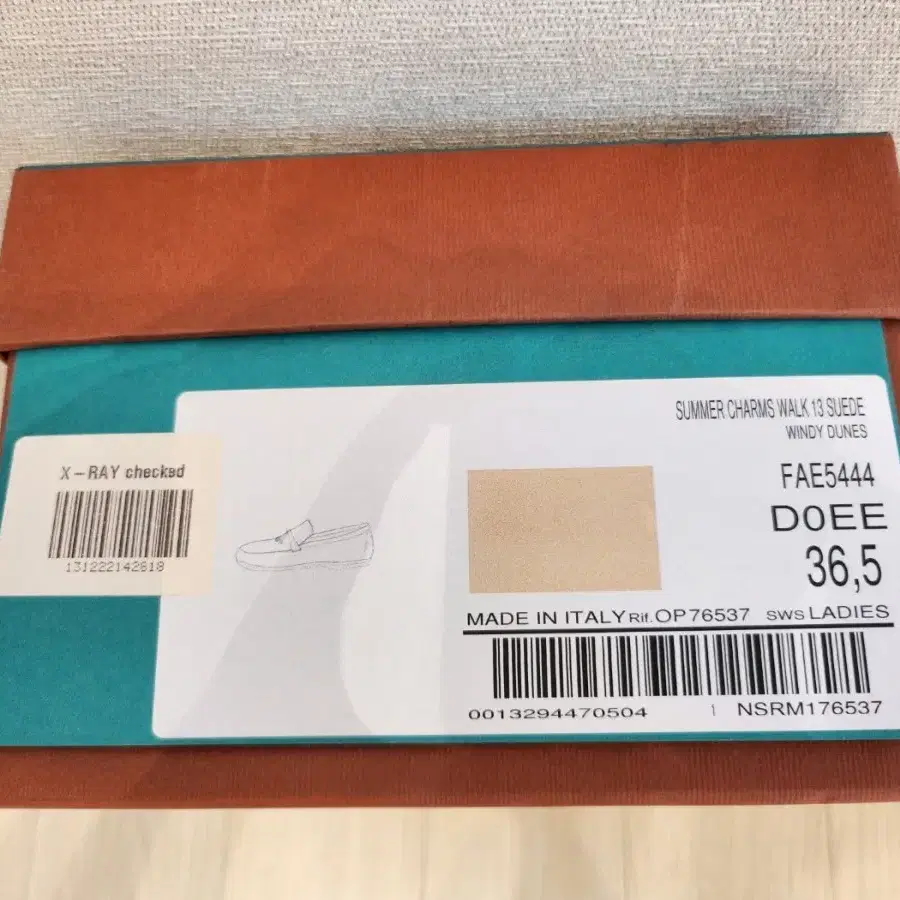 X-RAY checked
131222142818
SUMMER CHARMS WALK 13 SUEDE
WINDY DUNES
FAE5444
D0EE
36,5
MADE IN ITALY Rif. OP76537 SWS LADIES
0013294470504 1 NSRM176537